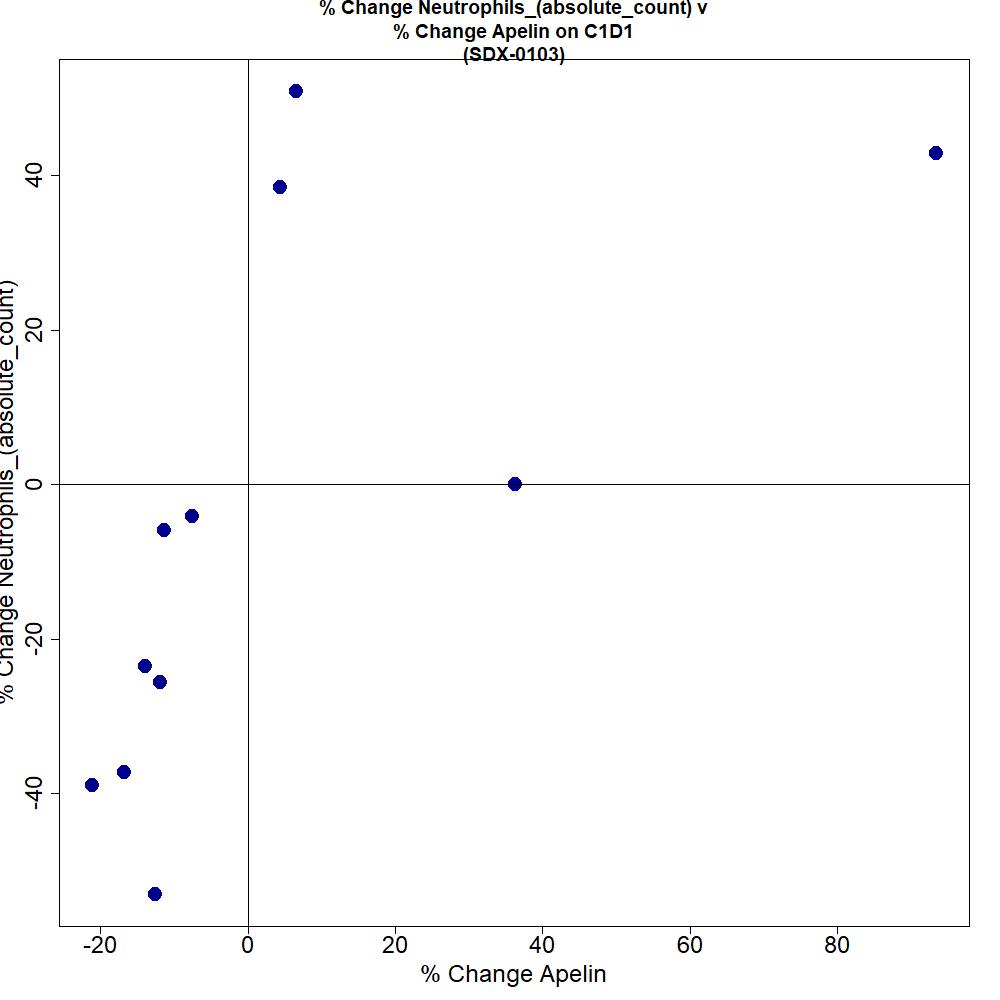 % Change Neutrophils_(absolute_count) v
% Change Apelin on C1D1
(SDX-0103)
% Change Neutrophils_(absolute_count)
40
20
0
-20
-40
-20 0 20 40 60 80
% Change Apelin